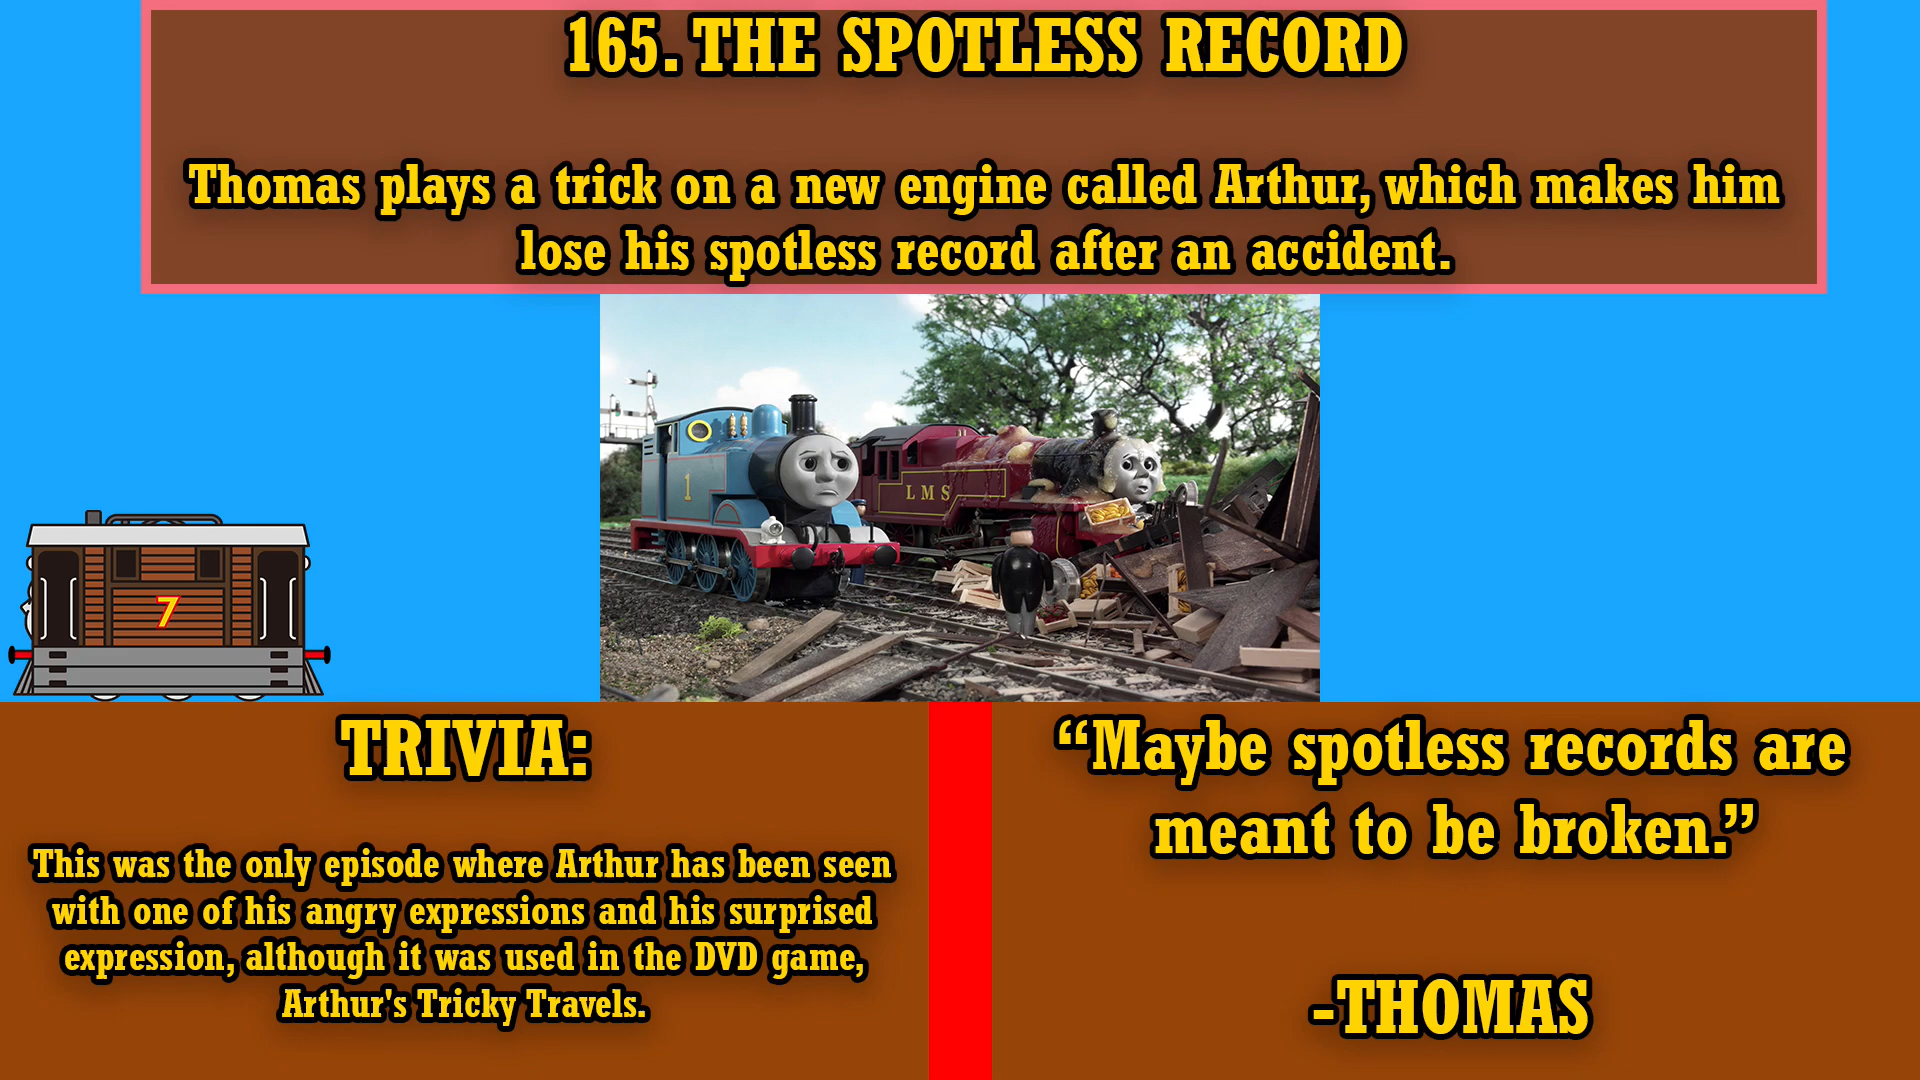 165. THE SPOTLESS RECORD
Thomas plays a trick on a new engine called Arthur, which makes him
lose his spotless record after an accident.
1
LMS
7
TRIVIA:
This was the only episode where Arthur has been seen
with one of his angry expressions and his surprised
expression, although it was used in the DVD game,
Arthur's Tricky Travels.
“Maybe spotless records are
meant to be broken.”
-THOMAS